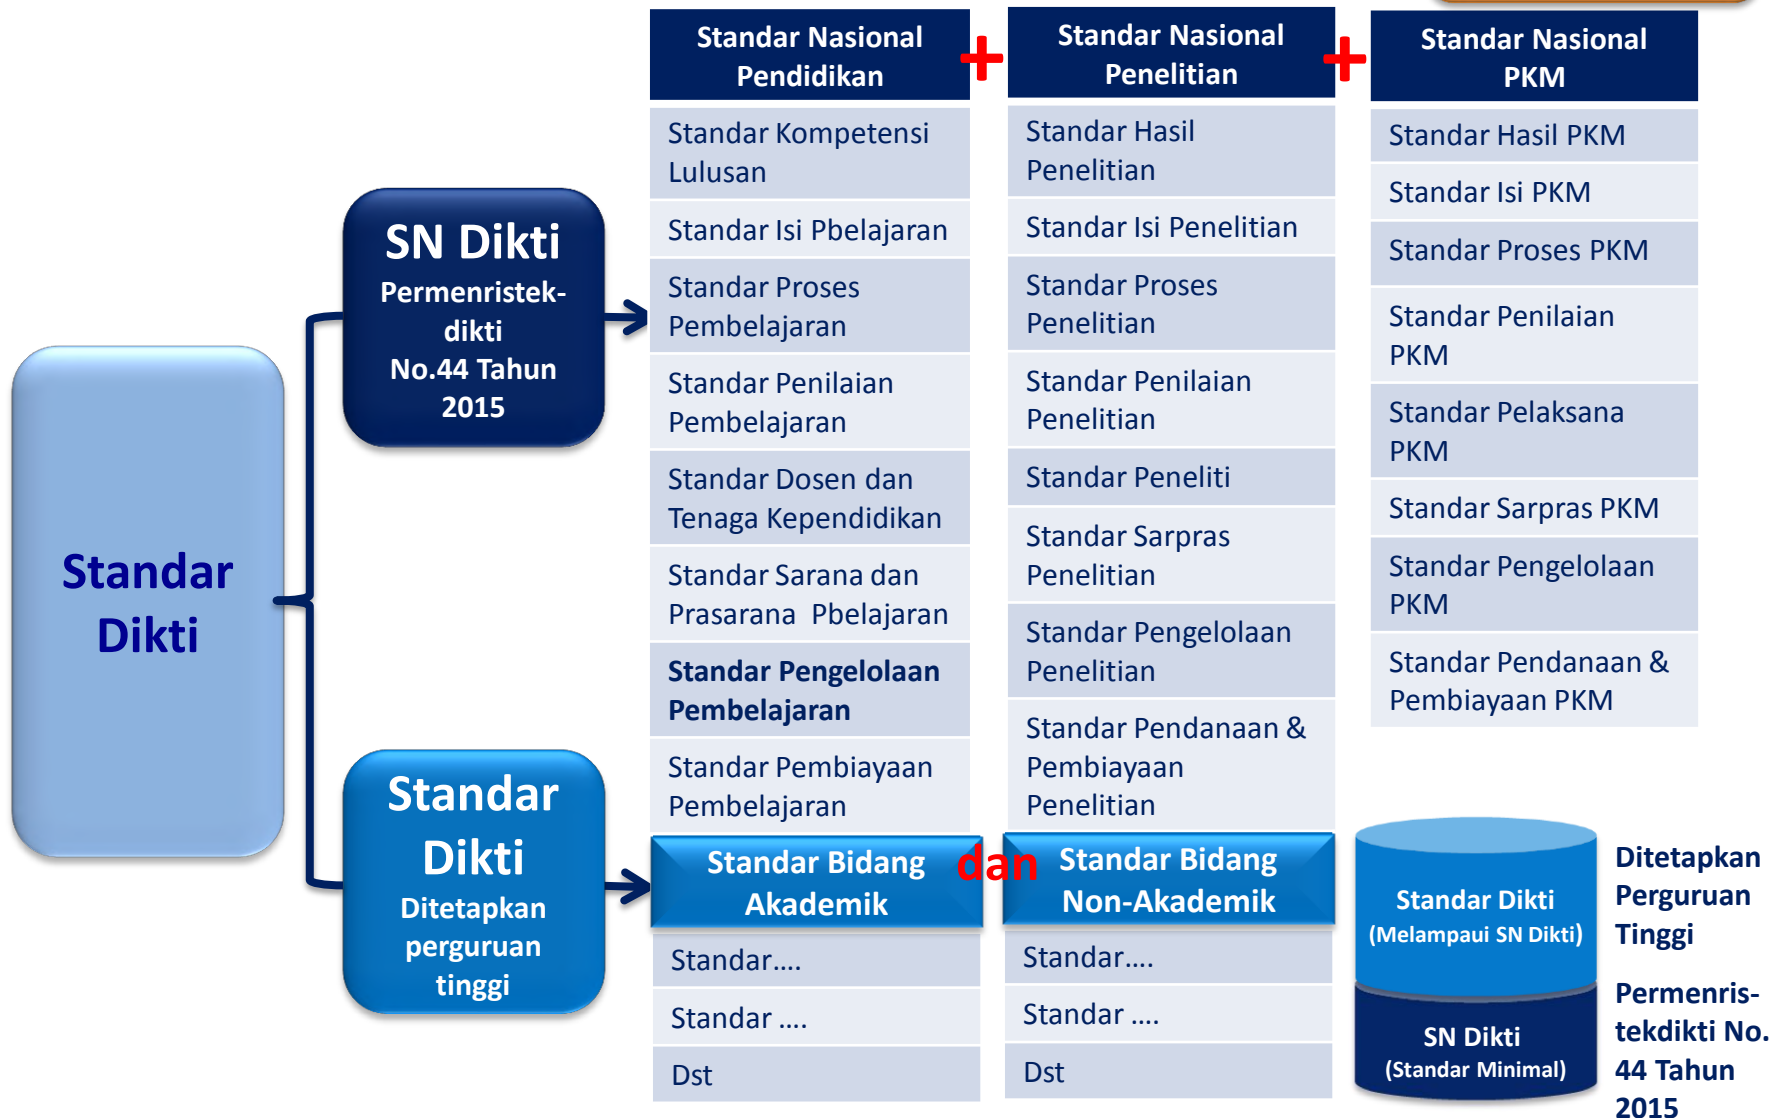 Standar
Dikti
SN Dikti
Permenristek-
dikti
No.44 Tahun
2015
Standar
Dikti
Ditetapkan
perguruan
tinggi
Standar Nasional
Pendidikan
Standar Kompetensi
Lulusan
Standar Isi Pbelajaran
Standar Proses
Pembelajaran
Standar Penilaian
Pembelajaran
Standar Dosen dan
Tenaga Kependidikan
Standar Sarana dan
Prasarana Pbelajaran
Standar Pengelolaan
Pembelajaran
Standar Pembiayaan
Pembelajaran
+
Standar Nasional
Penelitian
Standar Hasil
Penelitian
Standar Isi Penelitian
Standar Proses
Penelitian
Standar Penilaian
Penelitian
Standar Peneliti
Standar Sarpras
Penelitian
Standar Pengelolaan
Penelitian
Standar Pendanaan &
Pembiayaan
Penelitian
+
Standar Nasional
PKM
Standar Hasil PKM
Standar Isi PKM
Standar Proses PKM
Standar Penilaian
PKM
Standar Pelaksana
PKM
Standar Sarpras PKM
Standar Pengelolaan
PKM
Standar Pendanaan &
Pembiayaan PKM
Standar Bidang
Akademik
Standar....
Standar ....
Dst
dan
Standar Bidang
Non-Akademik
Standar....
Standar ....
Dst
Standar Dikti
(Melampaui SN Dikti)
SN Dikti
(Standar Minimal)
Ditetapkan
Perguruan
Tinggi
Permenris-
tekdikti No.
44 Tahun
2015